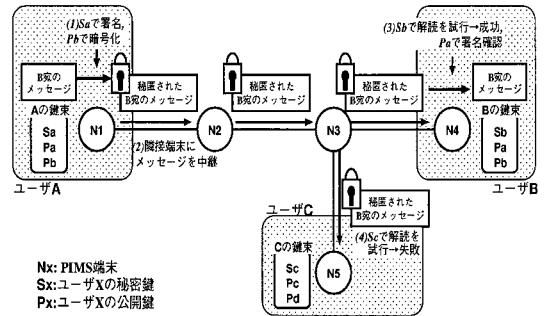 (1)Saで署名,
Pbで暗号化
B宛の
メッセージ
秘匿された
B宛のメッセージ
秘匿された
B宛のメッセージ
秘匿された
B宛のメッセージ
(3)Sbで解読を試行→成功,
Paで署名確認
B宛の
メッセージ
Aの鍵束
Sa
Pa
Pb
N1
N2
N3
N4
Bの鍵束
Sb
Pa
Pb
(2)隣接端末に
メッセージを中継
ユーザA
ユーザB
秘匿された
B宛のメッセージ
ユーザC
(4)Scで解読を
試行→失敗
Cの鍵束
Sc
Pc
Pd
N5
Nx: PIMS端末
Sx:ユーザXの秘密鍵
Px:ユーザXの公開鍵